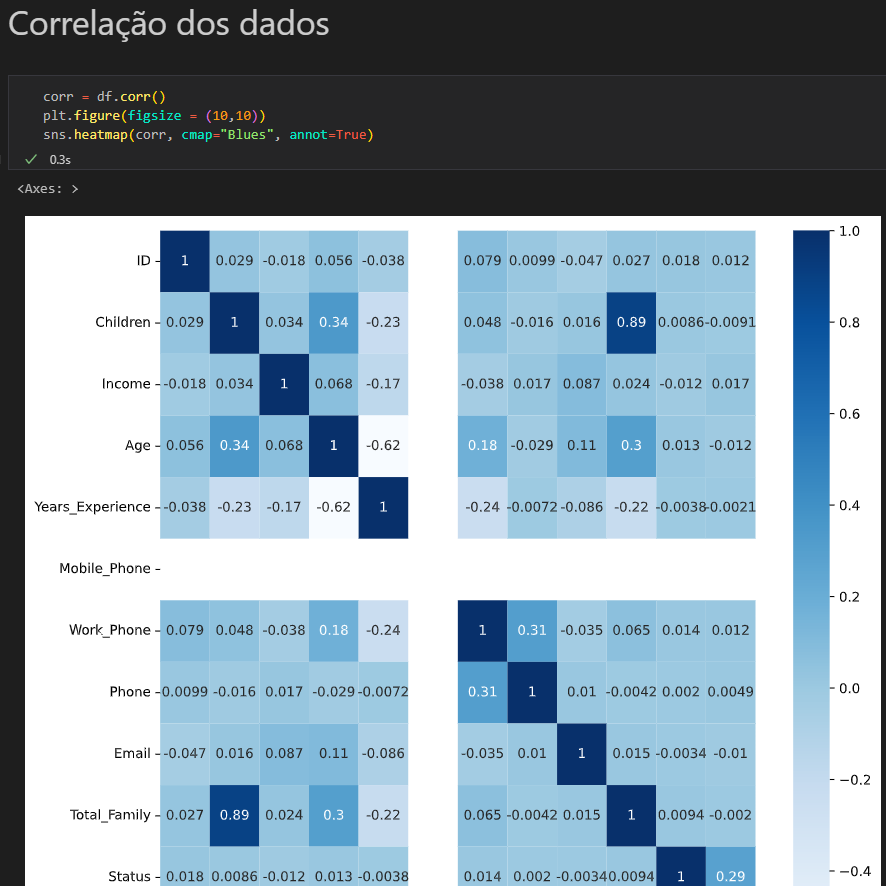 Correlação dos dados
corr = df.corr()
plt.figure(figsize = (10,10))
sns.heatmap(corr, cmap="Blues", annot=True)
0.3s
<Axes: >
ID 1 0.029 -0.018 0.056 -0.038 0.079 0.0099 -0.047 0.027 0.018 0.012
Children 0.029 1 0.034 0.34 -0.23 0.048 -0.016 0.016 0.89 0.0086 -0.0091
Income -0.018 0.034 1 0.068 -0.17 -0.038 0.017 0.087 0.024 -0.012 0.017
Age 0.056 0.34 0.068 1 -0.62 0.18 -0.029 0.11 0.3 0.013 -0.012
Years_Experience -0.038 -0.23 -0.17 -0.62 1 -0.24 -0.0072 -0.086 -0.22 -0.0038 -0.0021
Mobile_Phone
Work_Phone 0.079 0.048 -0.038 0.18 -0.24 1 0.31 -0.035 0.065 0.014 0.012
Phone 0.0099 -0.016 0.017 -0.029 -0.0072 0.31 1 0.01 -0.0042 0.002 0.0049
Email -0.047 0.016 0.087 0.11 -0.086 -0.035 0.01 1 0.015 -0.0034 -0.01
Total_Family 0.027 0.89 0.024 0.3 -0.22 0.065 -0.0042 0.015 1 0.0094 -0.002
Status 0.018 0.0086 -0.012 0.013 -0.0038 0.014 0.002 -0.0034 0.0094 1 0.29
1.0
0.8
0.6
0.4
0.2
0.0
−0.2
−0.4